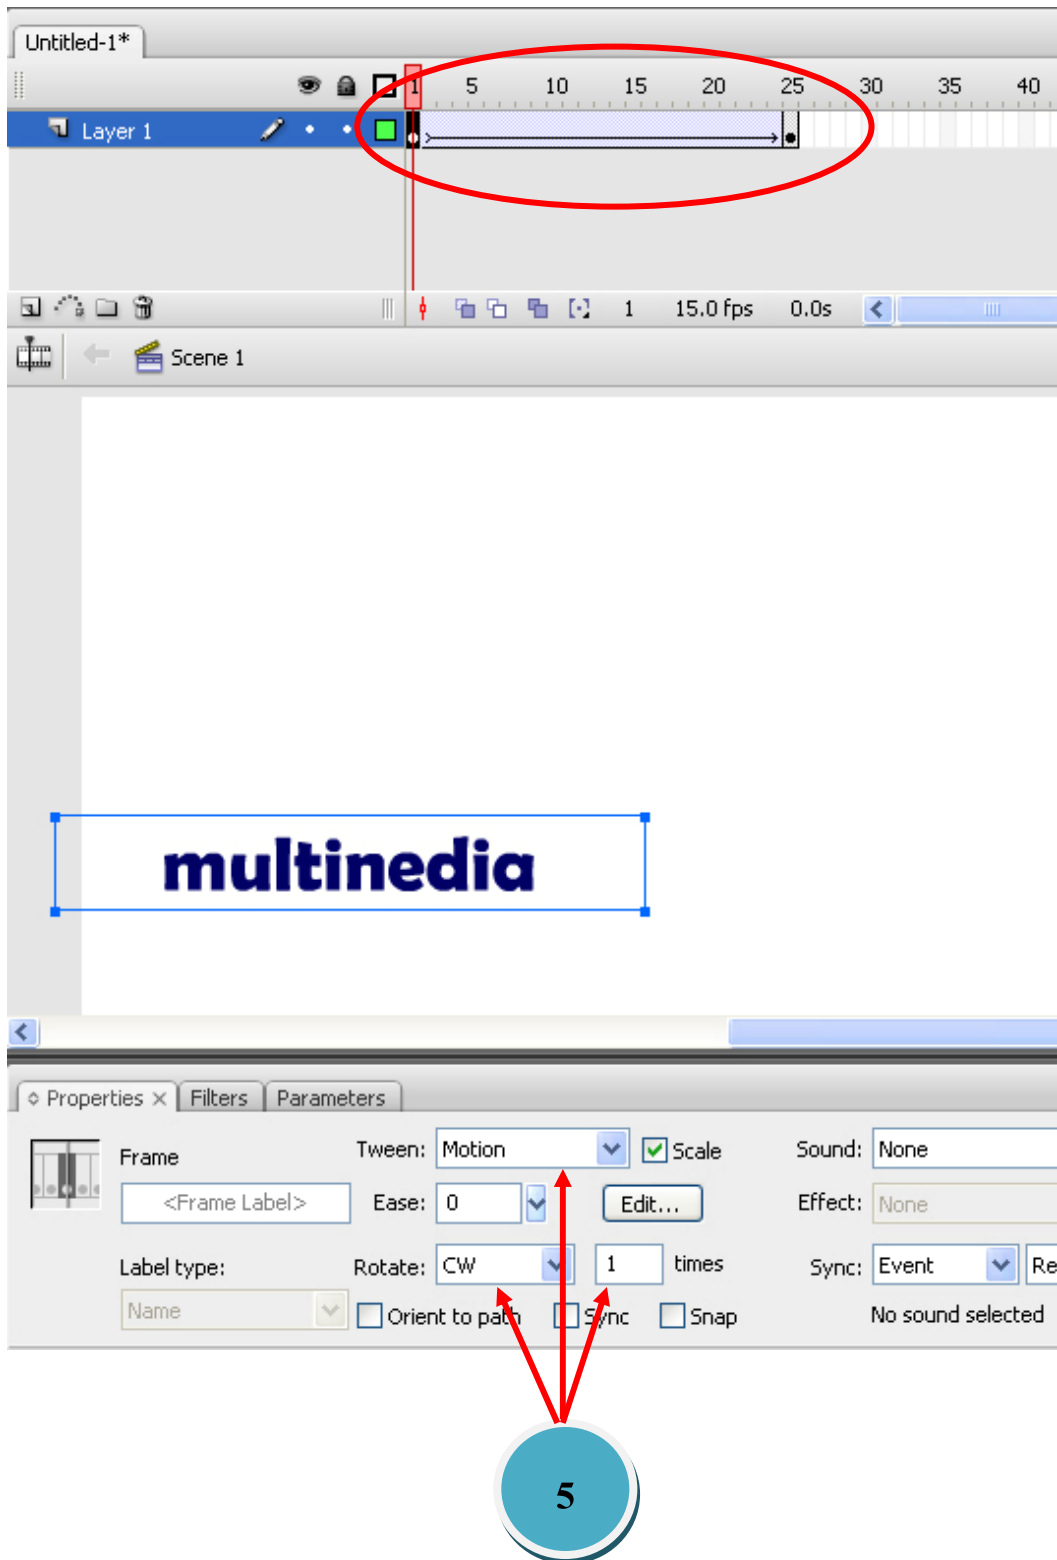 Untitled-1*
1 5 10 15 20 25 30 35 40
Layer 1
1 15.0 fps 0.0s
Scene 1
multinedia
Properties × Filters Parameters
Frame Tween: Motion Scale Sound: None
<Frame Label> Ease: 0 Edit... Effect: None
Label type: Rotate: CW 1 times Sync: Event Re
Name Orient to path Sync Snap No sound selected
5